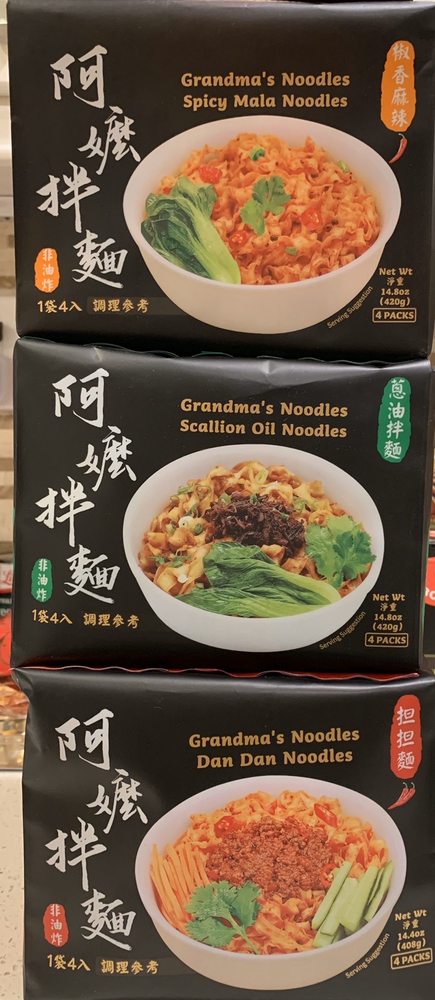 阿嬤拌麵
Grandma's Noodles
Spicy Mala Noodles
椒香麻辣
非油炸
1袋4入 調理參考
Serving Suggestion
Net Wt
淨重
14.8oz
(420g)
4 PACKS
阿嬤拌麵
Grandma's Noodles
Scallion Oil Noodles
蔥油拌麵
非油炸
1袋4入 調理參考
Serving Suggestion
Net Wt
淨重
14.8oz
(420g)
4 PACKS
阿嬤拌麵
Grandma's Noodles
Dan Dan Noodles
担担麵
非油炸
1袋4入 調理參考
Serving Suggestion
Net Wt
淨重
14.4oz
(408g)
4 PACKS